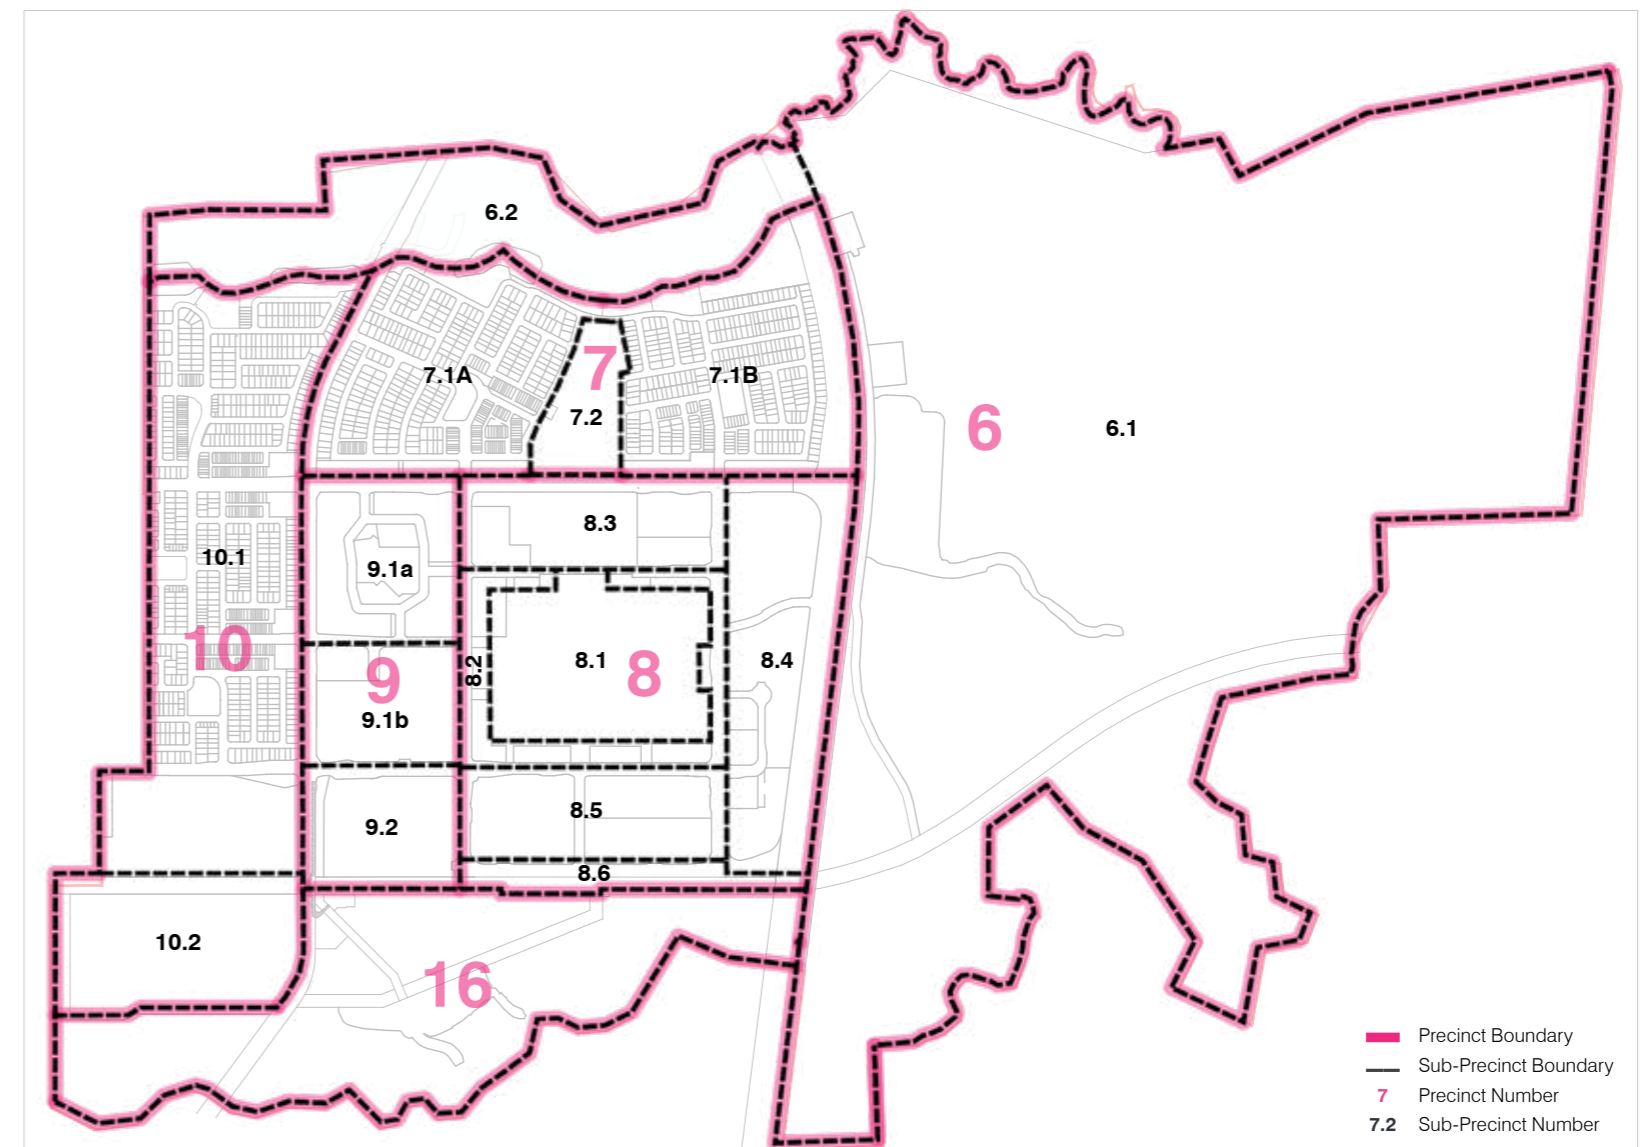 6.2
7
7.1A
7.1B
7.2
6
6.1
8.3
10.1
9.1a
10
9
8.2
8.1
8
8.4
9.1b
8.5
9.2
8.6
10.2
16
Precinct Boundary
Sub-Precinct Boundary
7 Precinct Number
7.2 Sub-Precinct Number